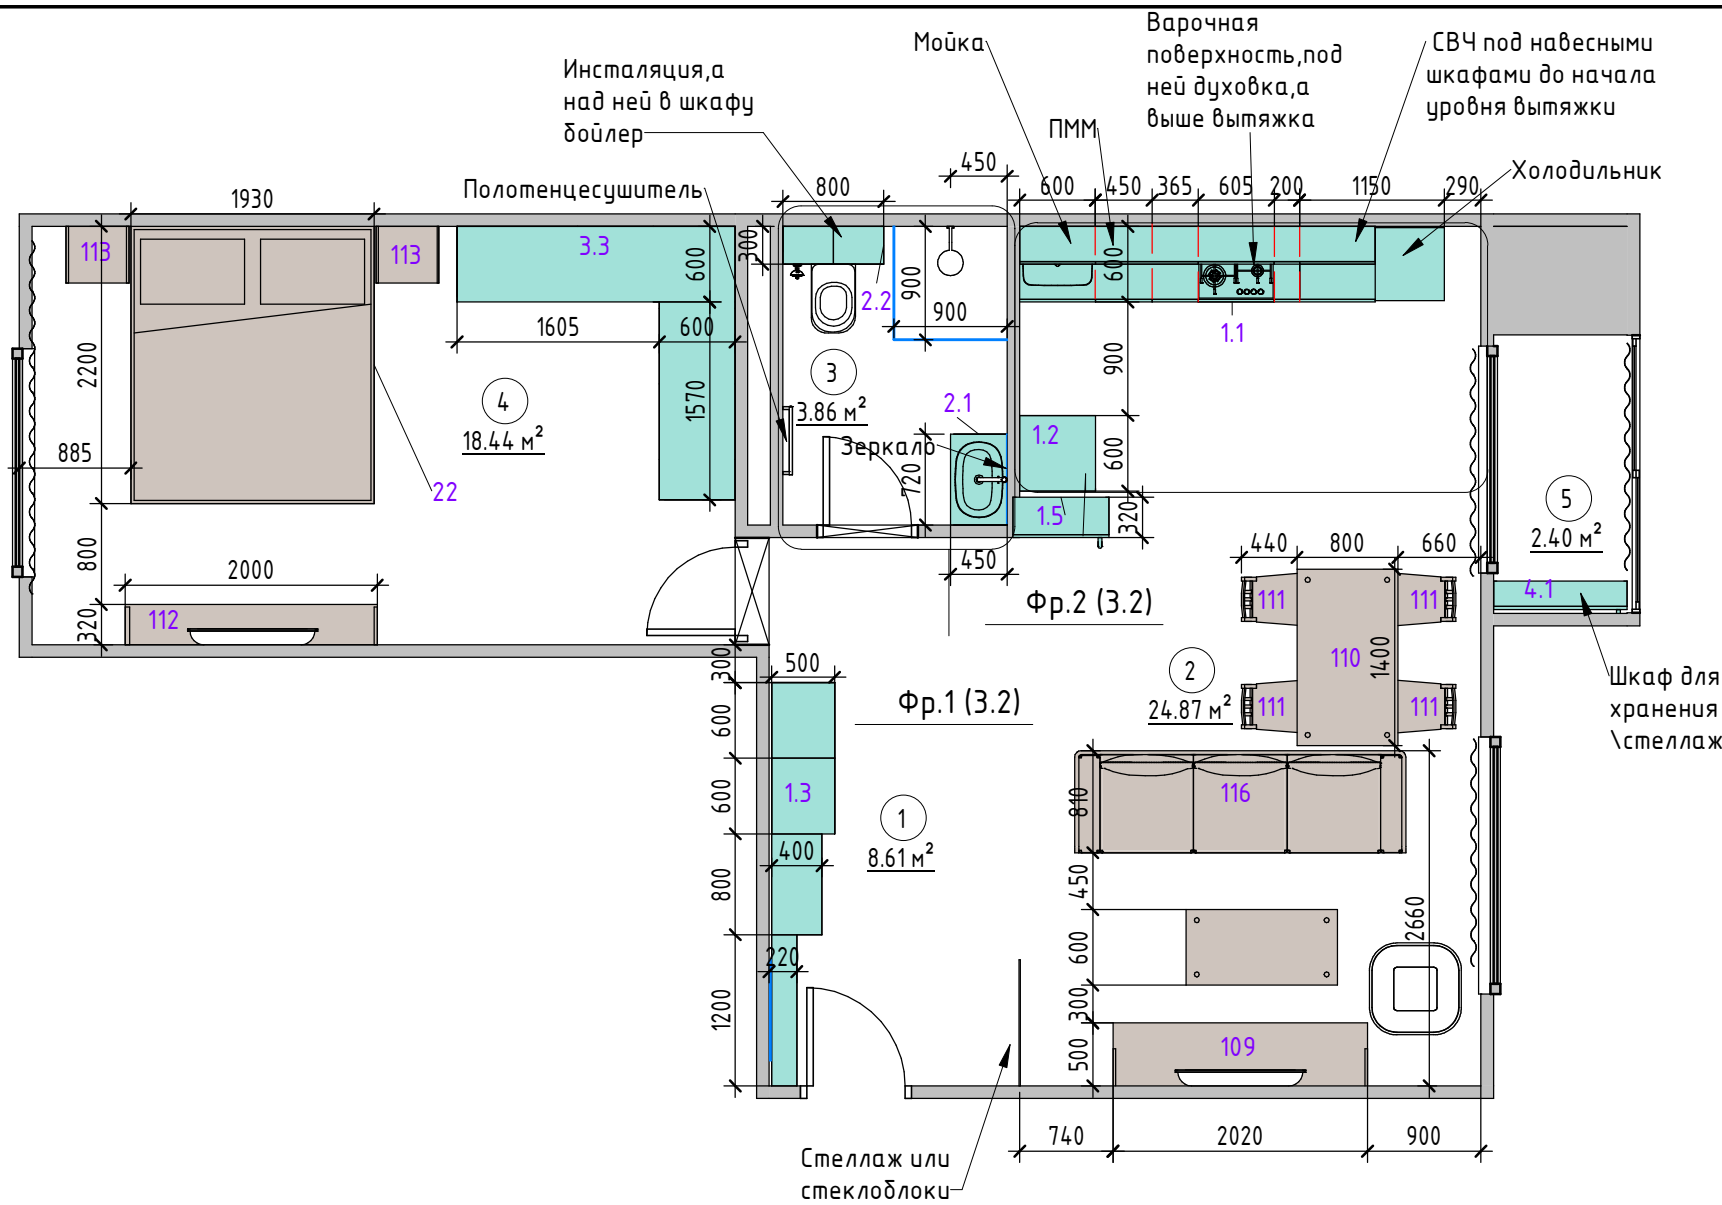 Мойка
Варочная
поверхность,под
ней духовка,а
выше вытяжка
СВЧ под навесными
шкафами до начала
уровня вытяжки
Инсталяция,а
над ней в шкафу
бойлер
ПММ
Холодильник
Полотенцесушитель
450
800
600
450
365
605
200
1150
290
1930
113
113
3.3
300
600
900
2.2
900
600
1.1
1605
600
2200
1570
900
3
3.86 м²
4
18.44 м²
2.1
Зеркало
1.2
600
885
22
720
1.5
320
5
2.40 м²
800
2000
450
440
800
660
4.1
112
320
Фр.2 (3.2)
111
111
110
1400
111
111
300
500
2
24.87 м²
Шкаф для
хранения
\стеллаж
Фр.1 (3.2)
600
600
1.3
116
810
1
8.61 м²
400
800
450
2660
600
220
1200
300
500
109
740
2020
900
Стеллаж или
стеклоблоки